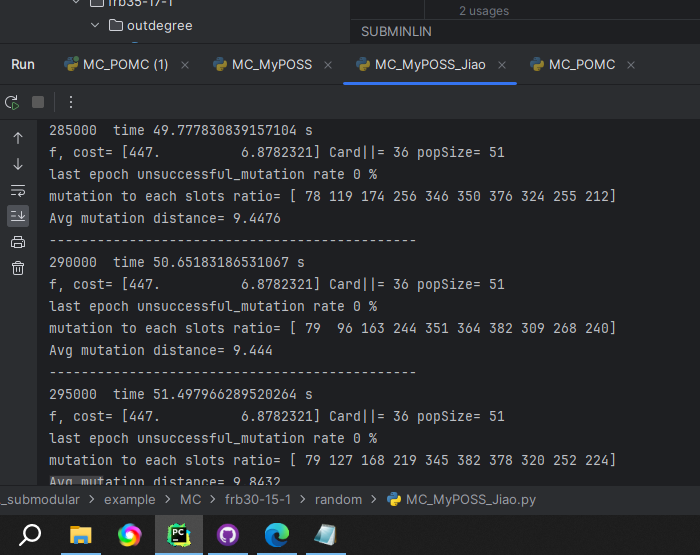 frb35-17-1
outdegree
2 usages
SUBMINLIN
Run MC_POMC (1) MC_MyPOSS MC_MyPOSS_Jiao MC_POMC
285000  time 49.777830839157104 s
f, cost= [447.          6.8782321] Card||= 36 popSize= 51
last epoch unsuccessful_mutation rate 0 %
mutation to each slots ratio= [ 78 119 174 256 346 350 376 324 255 212]
Avg mutation distance= 9.4476
----------------------------------------------
290000  time 50.65183186531067 s
f, cost= [447.          6.8782321] Card||= 36 popSize= 51
last epoch unsuccessful_mutation rate 0 %
mutation to each slots ratio= [ 79  96 163 244 351 364 382 309 268 240]
Avg mutation distance= 9.444
----------------------------------------------
295000  time 51.497966289520264 s
f, cost= [447.          6.8782321] Card||= 36 popSize= 51
last epoch unsuccessful_mutation rate 0 %
mutation to each slots ratio= [ 79 127 168 219 345 382 378 320 252 224]
Avg mutation distance= 9.8432
_submodular > example > MC > frb30-15-1 > random > MC_MyPOSS_Jiao.py
PC